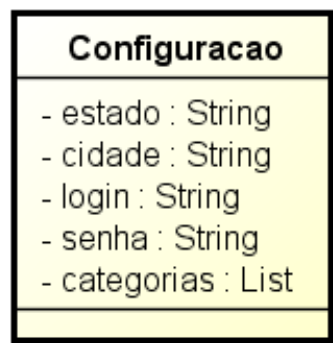 Configuracao
- estado : String
- cidade : String
- login : String
- senha : String
- categorias : List